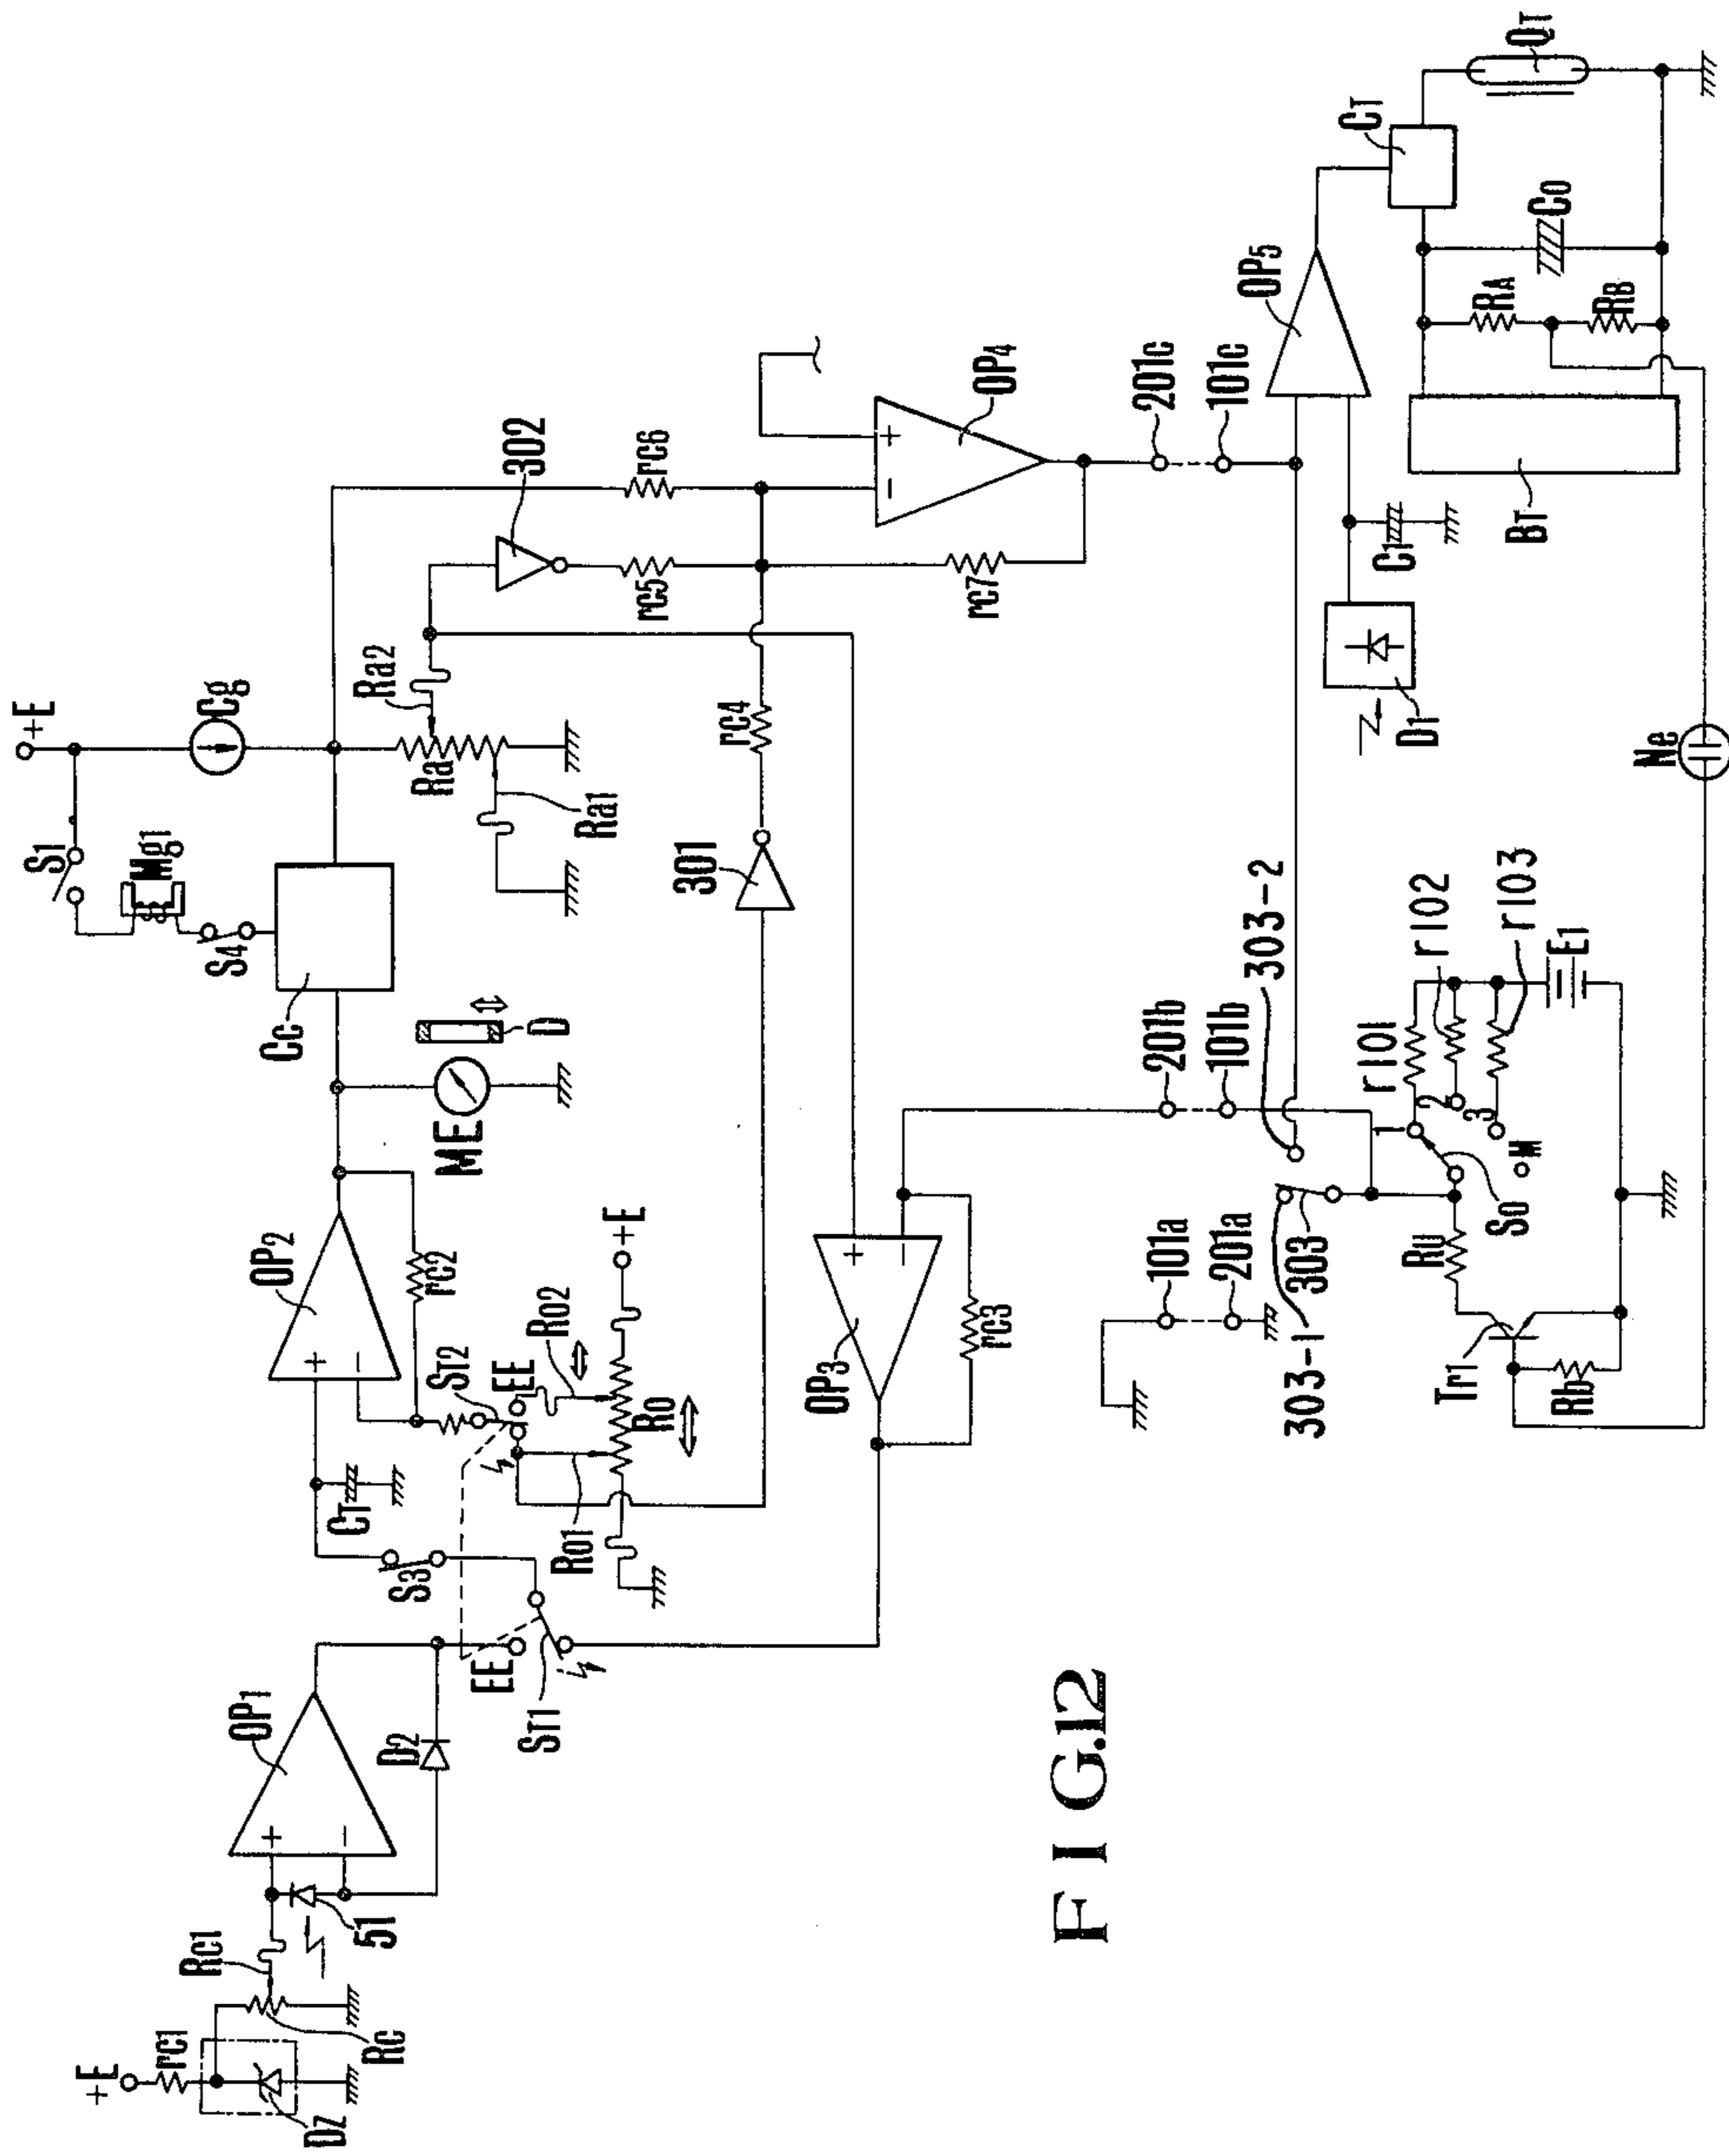 +E
rc1
Dz
Rc
Rc1
51
+
−
OP1
D2
EE
ST1
S3
CT
+
−
OP2
rc2
ST2
EE
Ro1
Ro2
Ro
+E
ME
D
Cc
S4
Mg1
S1
+E
Cg
Ra
Ra1
Ra2
302
rc5
rc6
301
rc4
rc7
+
−
OP4
201c
101c
OP3
+
−
rc3
101a
201a
201b
101b
303-1
303
303-2
Tr1
Rb
Ru
So
1
2
3
M
r101
r102
r103
E1
Ne
D1
C1
OP5
BT
RA
RB
Co
CT
QT
FIG.12